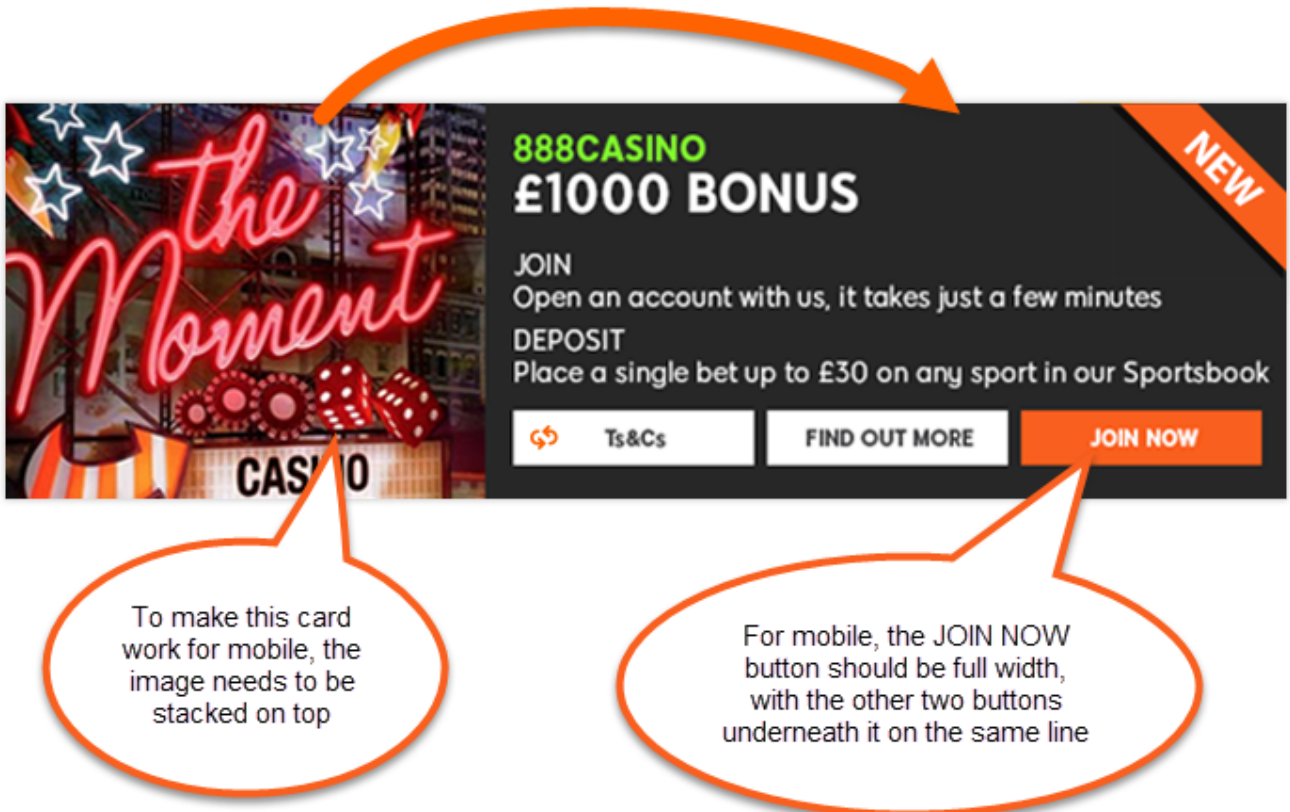 the
Moment
CASINO
888CASINO
£1000 BONUS
NEW
JOIN
Open an account with us, it takes just a few minutes
DEPOSIT
Place a single bet up to £30 on any sport in our Sportsbook
Ts&Cs
FIND OUT MORE
JOIN NOW
To make this card
work for mobile, the
image needs to be
stacked on top
For mobile, the JOIN NOW
button should be full width,
with the other two buttons
underneath it on the same line